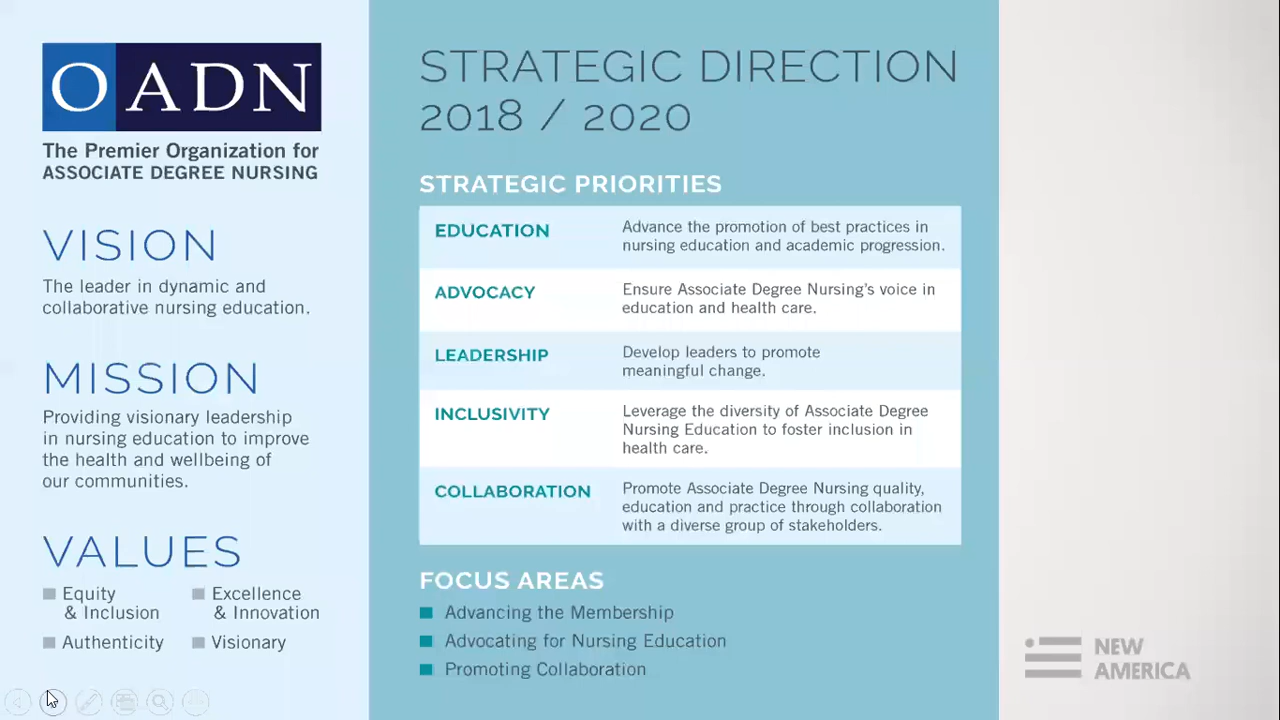 OADN
The Premier Organization for
ASSOCIATE DEGREE NURSING
VISION
The leader in dynamic and
collaborative nursing education.
MISSION
Providing visionary leadership
in nursing education to improve
the health and wellbeing of
our communities.
VALUES
Equity
& Inclusion
Authenticity
Excellence
& Innovation
Visionary
STRATEGIC DIRECTION
2018 / 2020
STRATEGIC PRIORITIES
EDUCATION
Advance the promotion of best practices in
nursing education and academic progression.
ADVOCACY
Ensure Associate Degree Nursing's voice in
education and health care.
LEADERSHIP
Develop leaders to promote
meaningful change.
INCLUSIVITY
Leverage the diversity of Associate Degree
Nursing Education to foster inclusion in
health care.
COLLABORATION
Promote Associate Degree Nursing quality,
education and practice through collaboration
with a diverse group of stakeholders.
FOCUS AREAS
Advancing the Membership
Advocating for Nursing Education
Promoting Collaboration
NEW
AMERICA